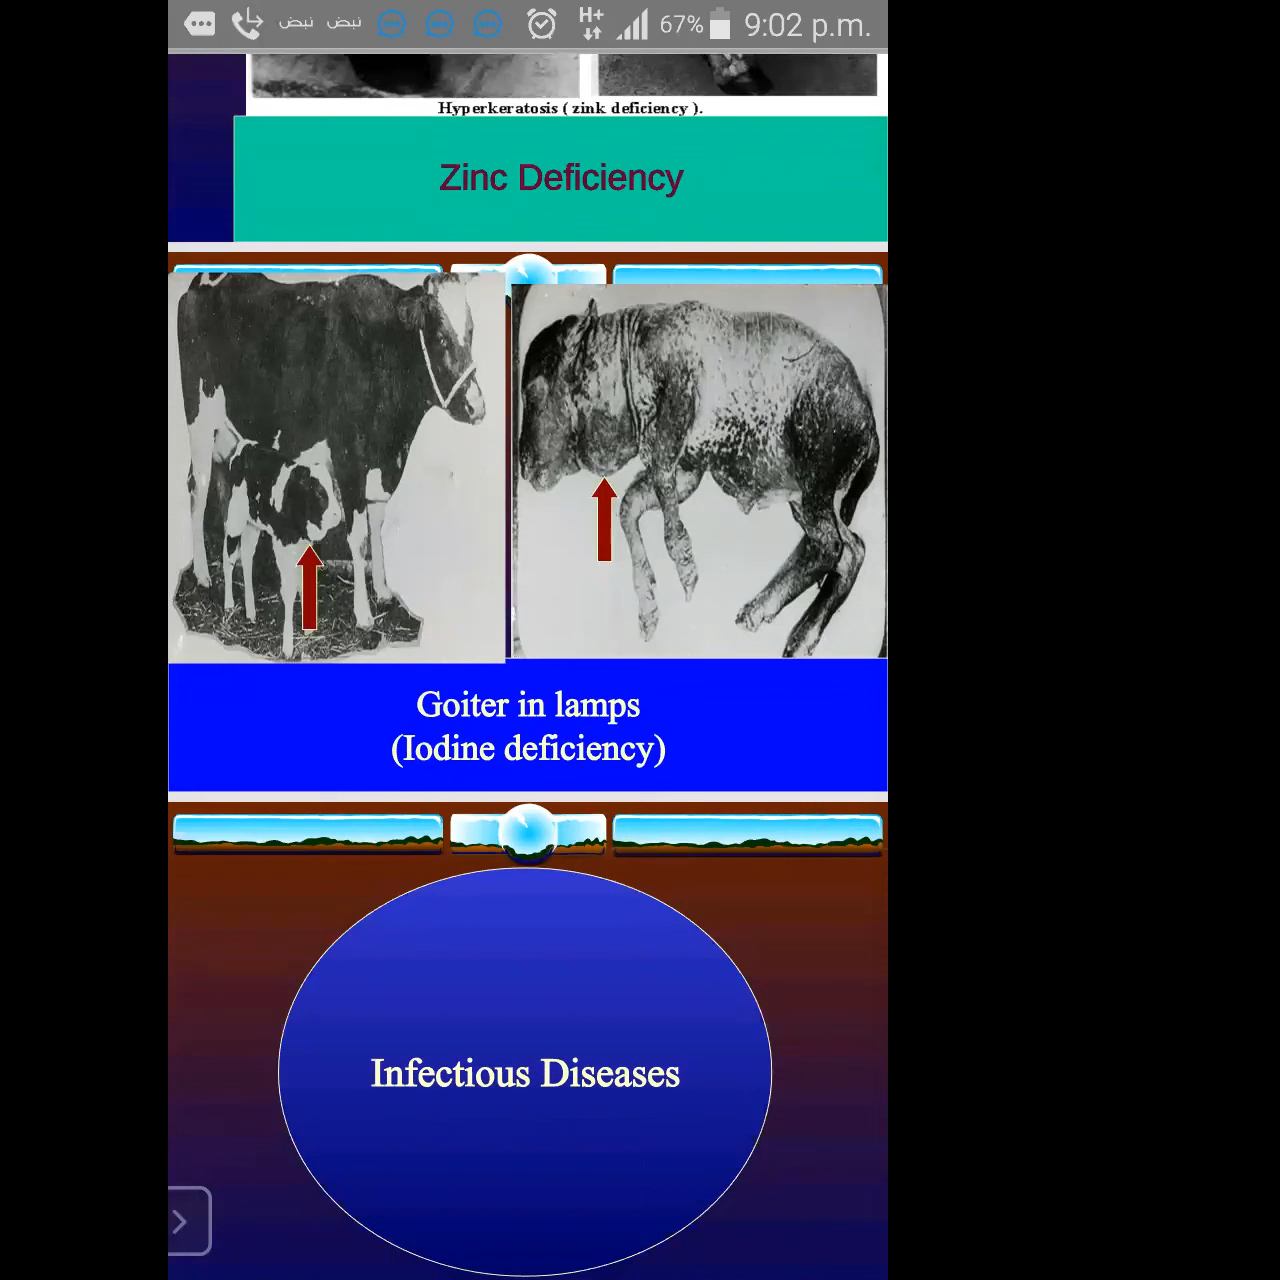 نبض نبض H+ 67% 9:02 p.m.
Hyperkeratosis ( zink deficiency ).
Zinc Deficiency
Goiter in lamps
(Iodine deficiency)
Infectious Diseases